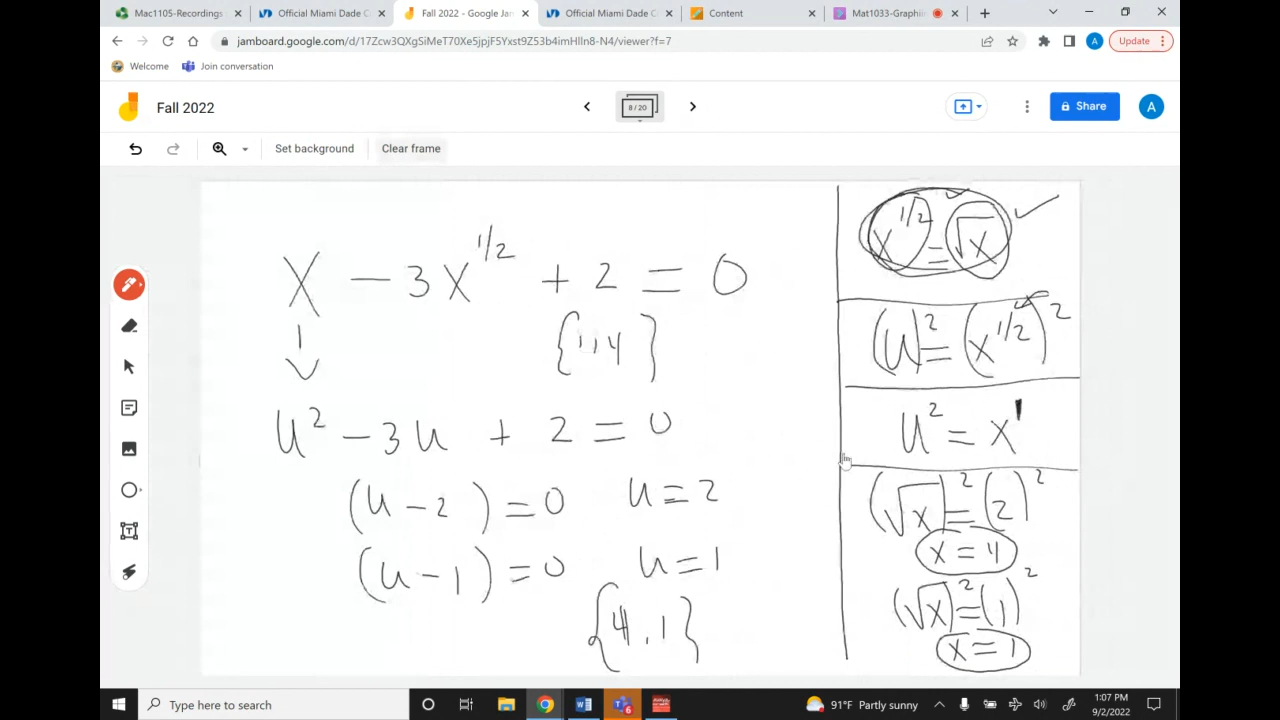 Mac1105-Recordings
Official Miami Dade C
Fall 2022 - Google Jam
Official Miami Dade C
Content
Mat1033-Graphi
jamboard.google.com/d/17Zcw3QXgSiMeT70Xe5jpjF5Yxst9Z53b4imHlln8-N4/viewer?f=7
A
Update
Welcome
Join conversation
Fall 2022
8 / 20
Share
A
Set background
Clear frame
X - 3X^1/2 + 2 = 0
{1,4}
u² - 3u + 2 = 0
(u - 2) = 0 u = 2
(u - 1) = 0 u = 1
{4,1}
x^1/2 = √x
(u)² = (x^1/2)²
u² = x'
(√x)² = (2)²
x = 4
(√x)² = (1)²
x = 1
Type here to search
6
91°F Partly sunny
1:07 PM
9/2/2022